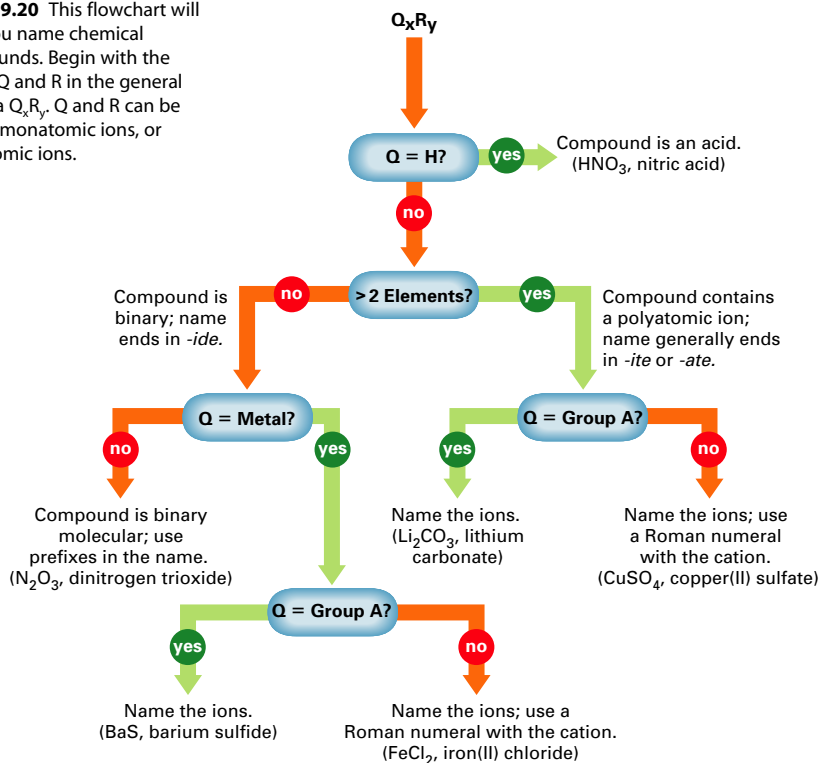 9.20 This flowchart will
ou name chemical
unds. Begin with the
Q and R in the general
a QₓRᵧ. Q and R can be
monatomic ions, or
omic ions.
QₓRᵧ
Q = H?
yes
Compound is an acid.
(HNO₃, nitric acid)
no
Compound is
binary; name
ends in -ide.
no
>2 Elements?
yes
Compound contains
a polyatomic ion;
name generally ends
in -ite or -ate.
Q = Metal?
no
yes
Compound is binary
molecular; use
prefixes in the name.
(N₂O₃, dinitrogen trioxide)
Q = Group A?
yes
no
Name the ions.
(Li₂CO₃, lithium
carbonate)
Name the ions; use
a Roman numeral
with the cation.
(CuSO₄, copper(II) sulfate)
Q = Group A?
yes
no
Name the ions.
(BaS, barium sulfide)
Name the ions; use a
Roman numeral with the cation.
(FeCl₂, iron(II) chloride)